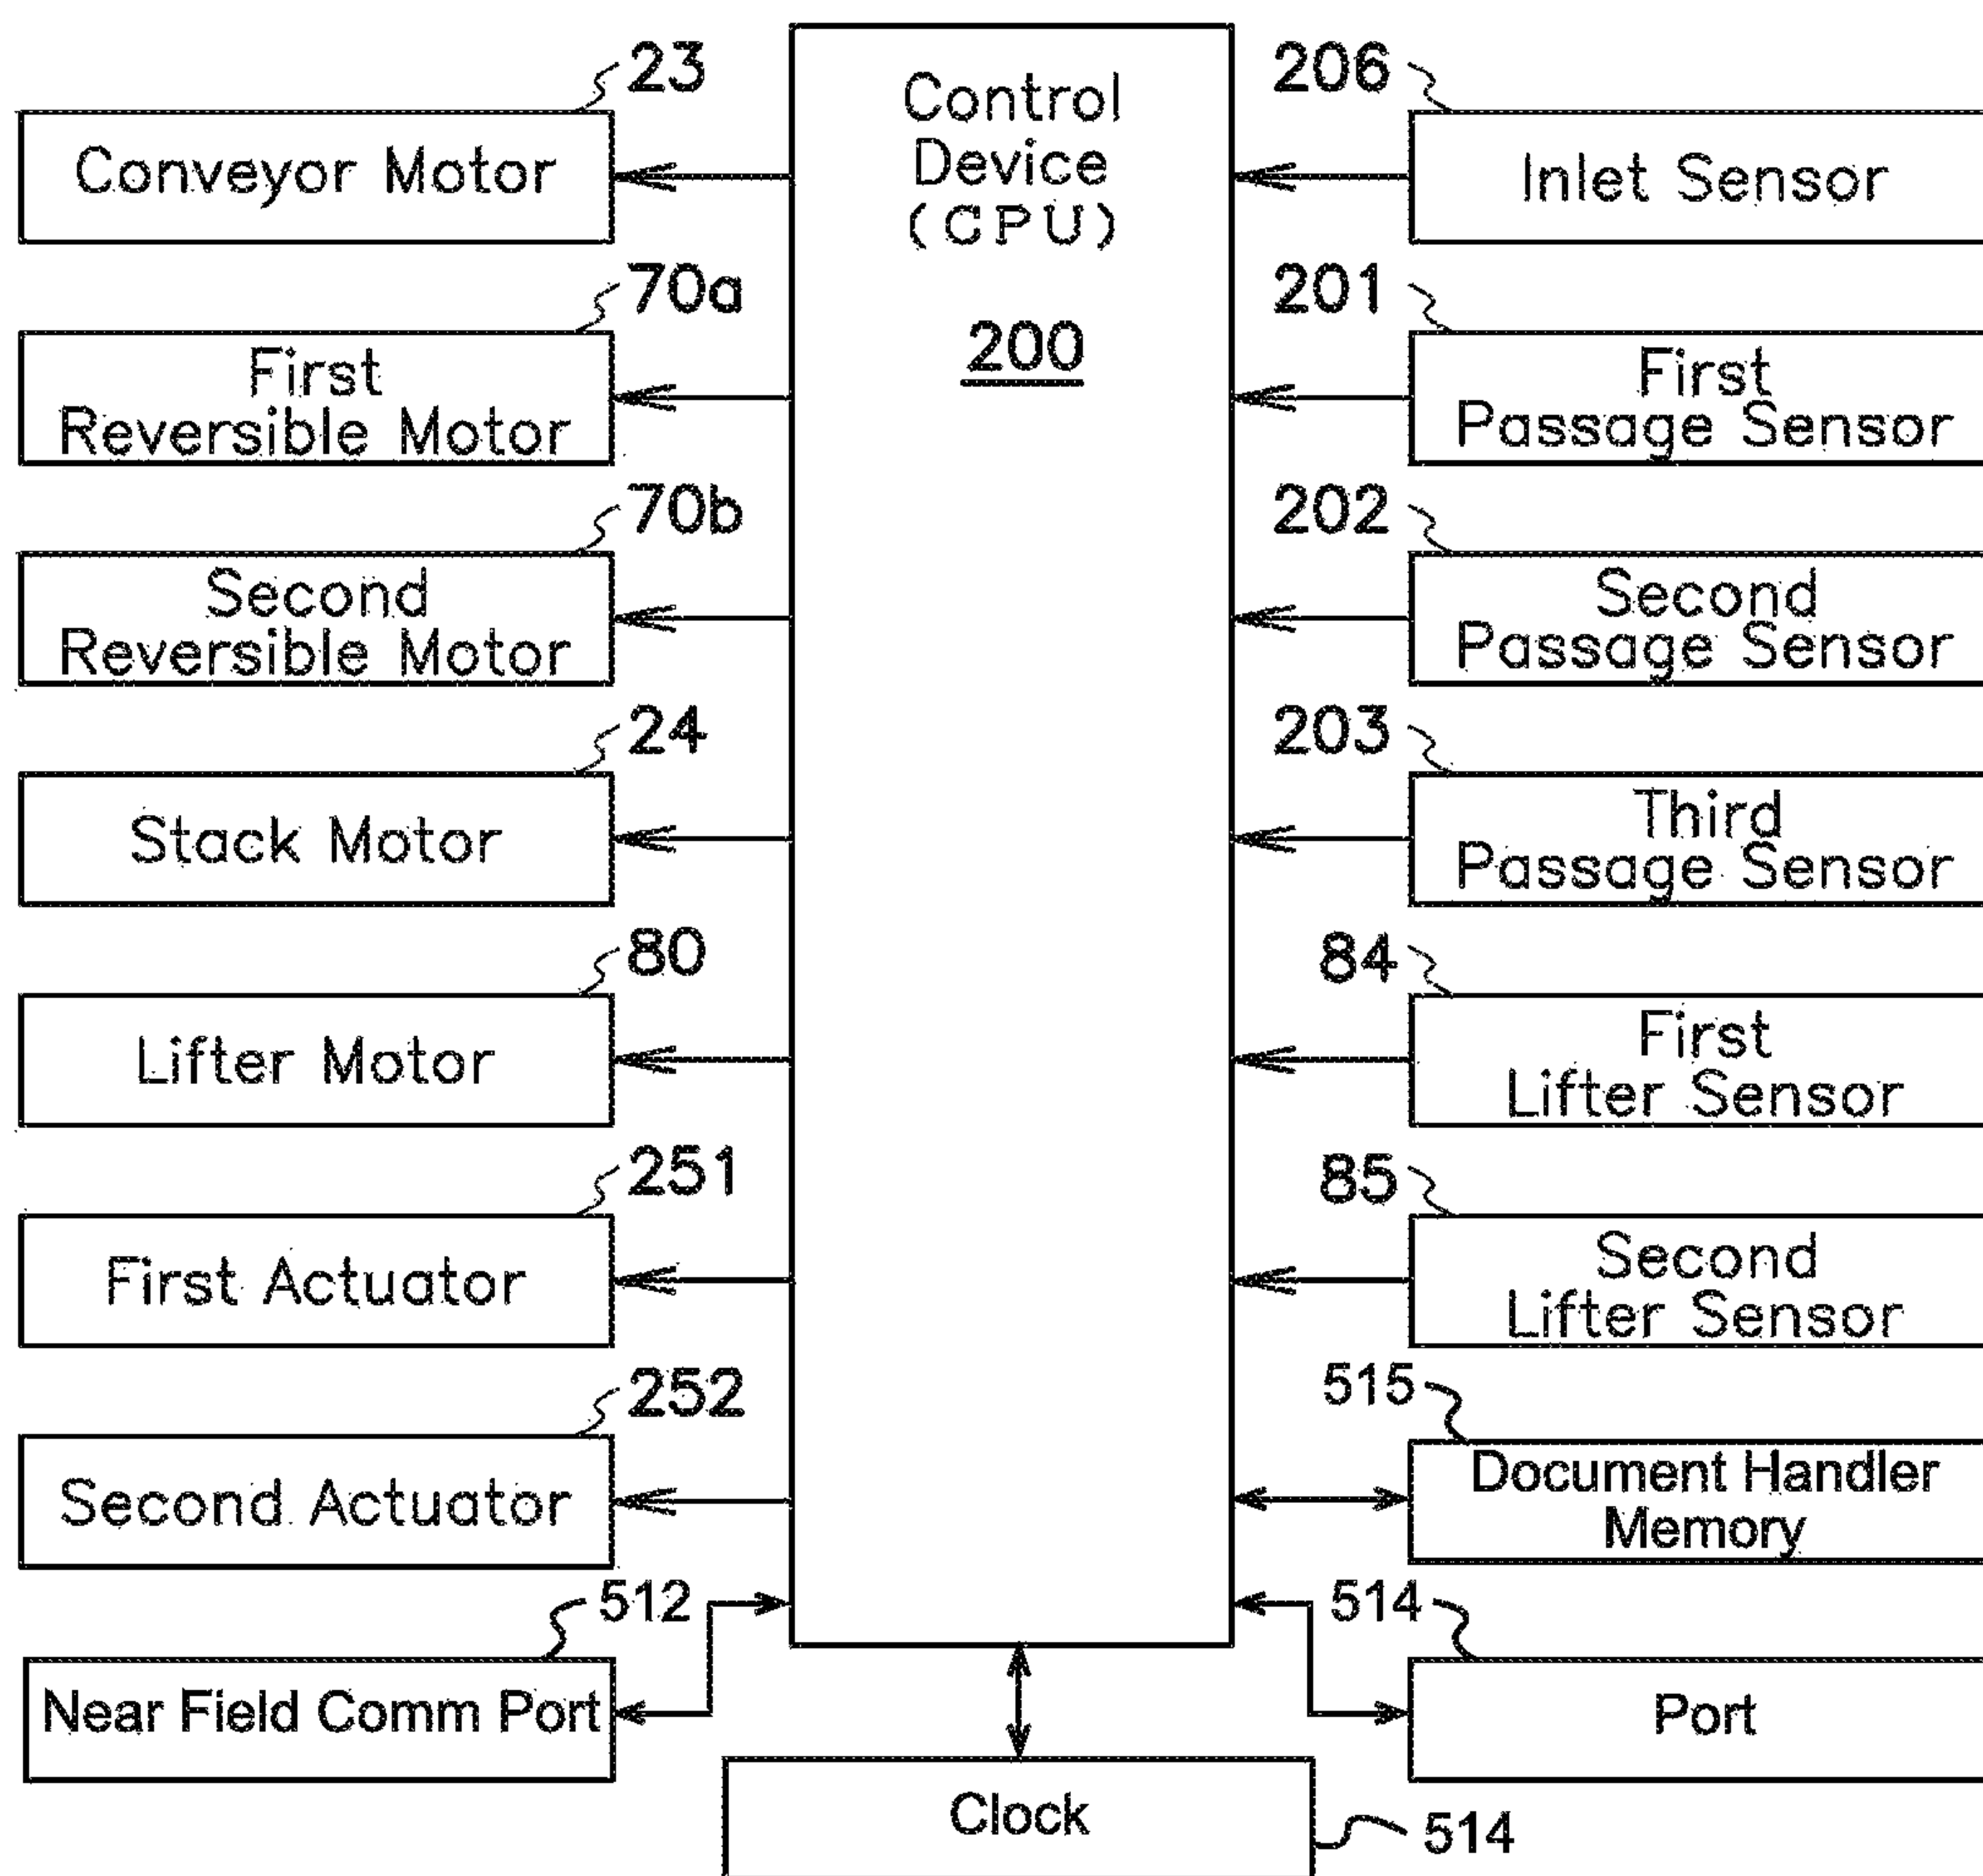 23
Conveyor Motor
70a
First
Reversible Motor
70b
Second
Reversible Motor
24
Stack Motor
80
Lifter Motor
251
First Actuator
252
Second Actuator
512
Near Field Comm Port
Control
Device
(CPU)
200
206
Inlet Sensor
201
First
Passage Sensor
202
Second
Passage Sensor
203
Third
Passage Sensor
84
First
Lifter Sensor
85
Second
Lifter Sensor
515
Document Handler
Memory
514
Port
Clock
514